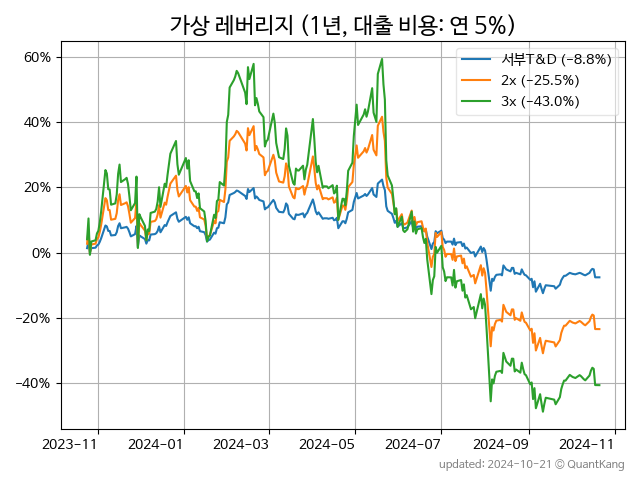 가상 레버리지 (1년, 대출 비용: 연 5%)
서부T&D (-8.8%)
2x (-25.5%)
3x (-43.0%)
60%
40%
20%
0%
-20%
-40%
2023-11
2024-01
2024-03
2024-05
2024-07
2024-09
2024-11
updated: 2024-10-21 © QuantKang